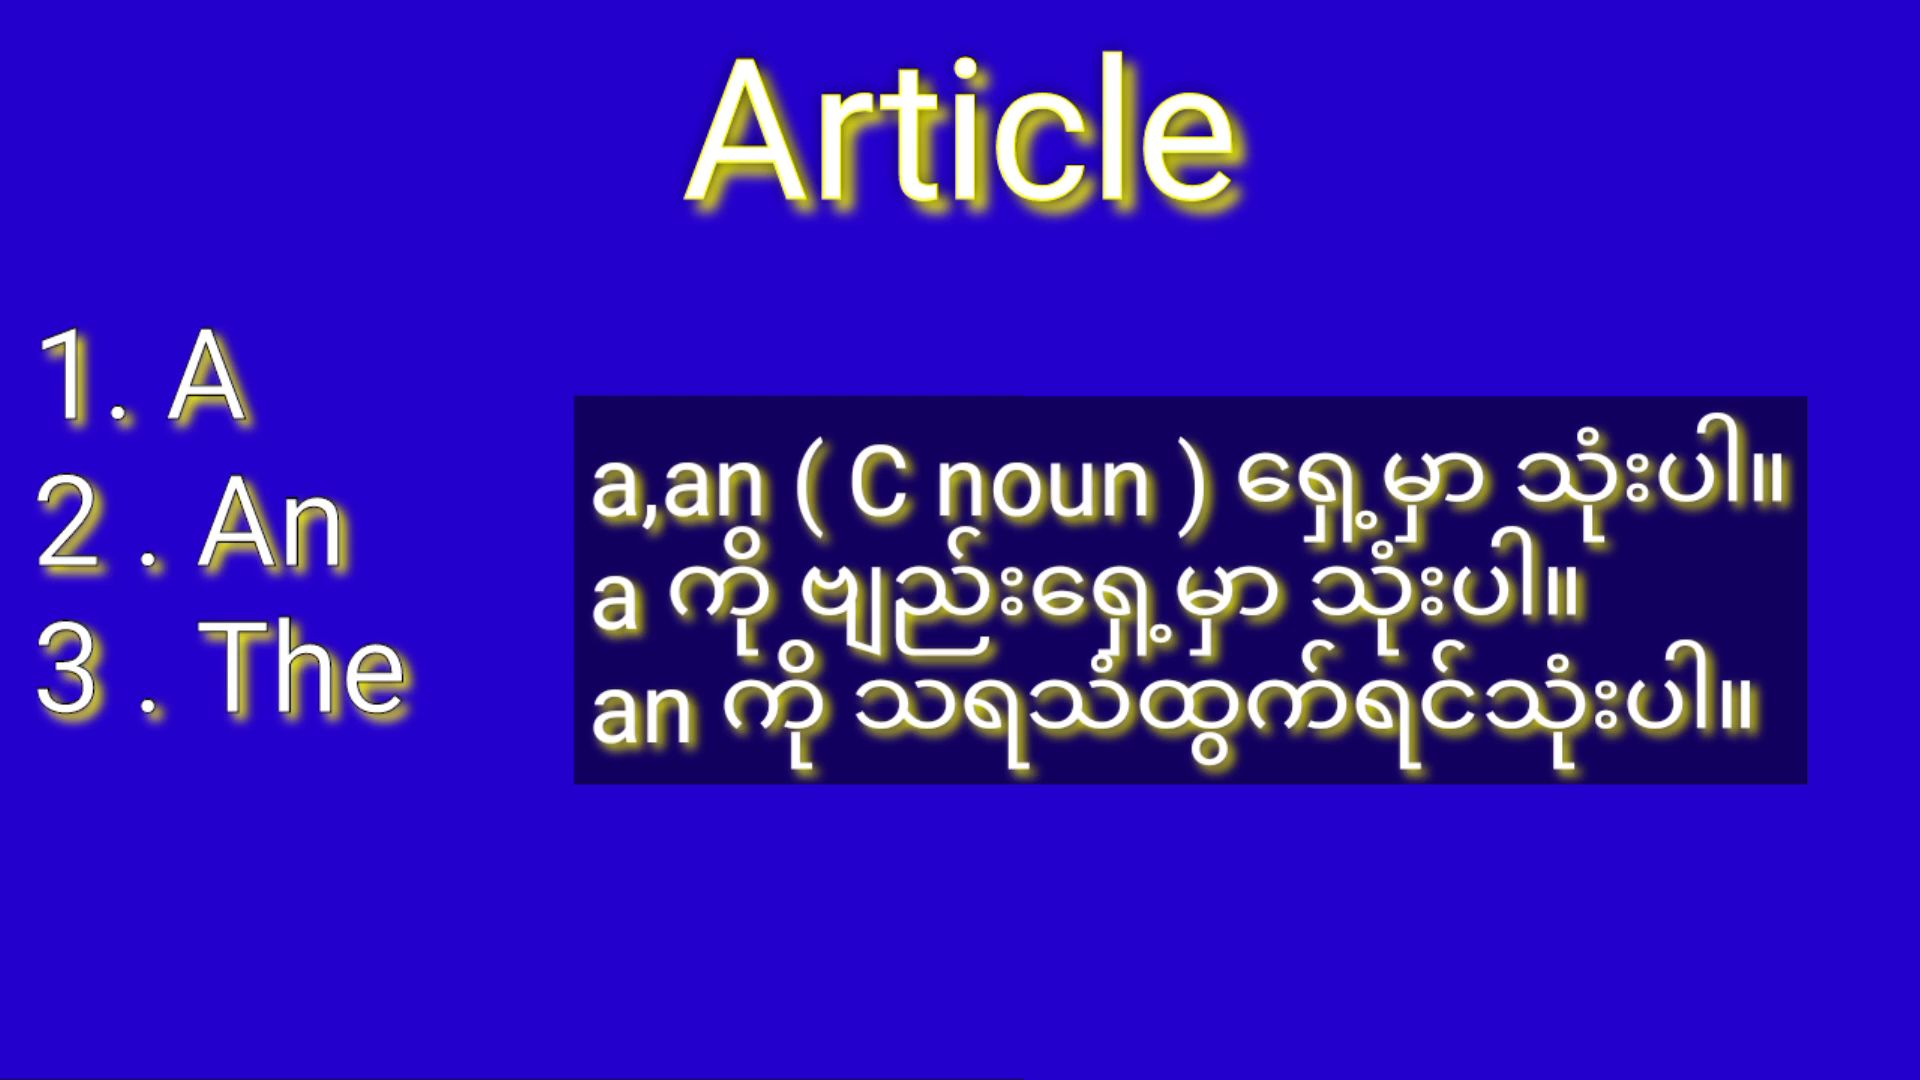 Article
1. A
2 . An
3 . The
a,an ( C noun ) ရှေ့မှာ သုံးပါ။
a ကို ဗျည်းရှေ့မှာ သုံးပါ။
an ကို သရသံထွက်ရင်သုံးပါ။